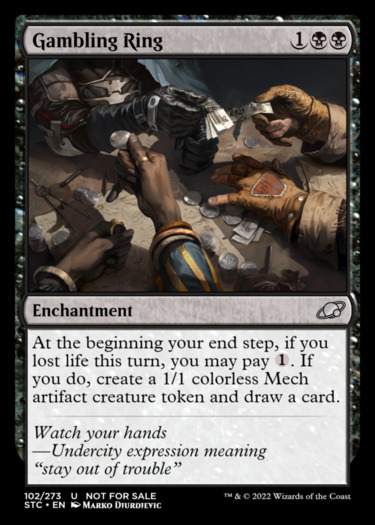 Gambling Ring 1
Enchantment
At the beginning your end step, if you
lost life this turn, you may pay 1. If
you do, create a 1/1 colorless Mech
artifact creature token and draw a card.
Watch your hands
—Undercity expression meaning
“stay out of trouble”
102/273 U NOT FOR SALE
STC • EN Marko Djurdjevic
™ & © 2022 Wizards of the Coast